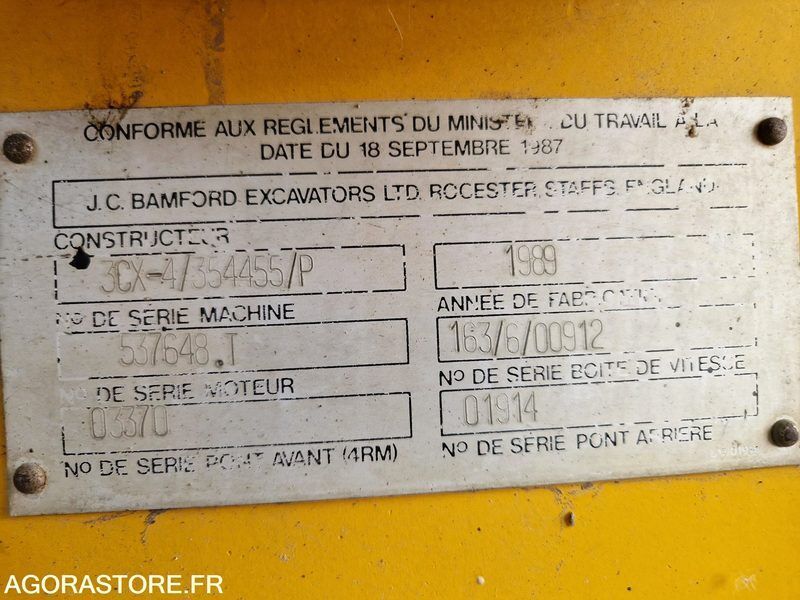 CONFORME AUX REGLEMENTS DU DU TRAVAIL A LA
DATE DU 18 SEPTEMBRE 1987
J.C. BAMFORD EXCAVATORS LTD. ROCESTER, STAFFS, ENGLAND
CONSTRUCTEUR
3CX-4/354455/P 1989
No DE SERIE MACHINE ANNEE DE
537648.T 163/6/00912
No DE SERIE MOTEUR No DE SERIE BOITE DE VITESSE
03370 01914
No DE SERIE PONT AVANT (4RM) No DE SERIE PONT ARRIERE
AGORASTORE.FR